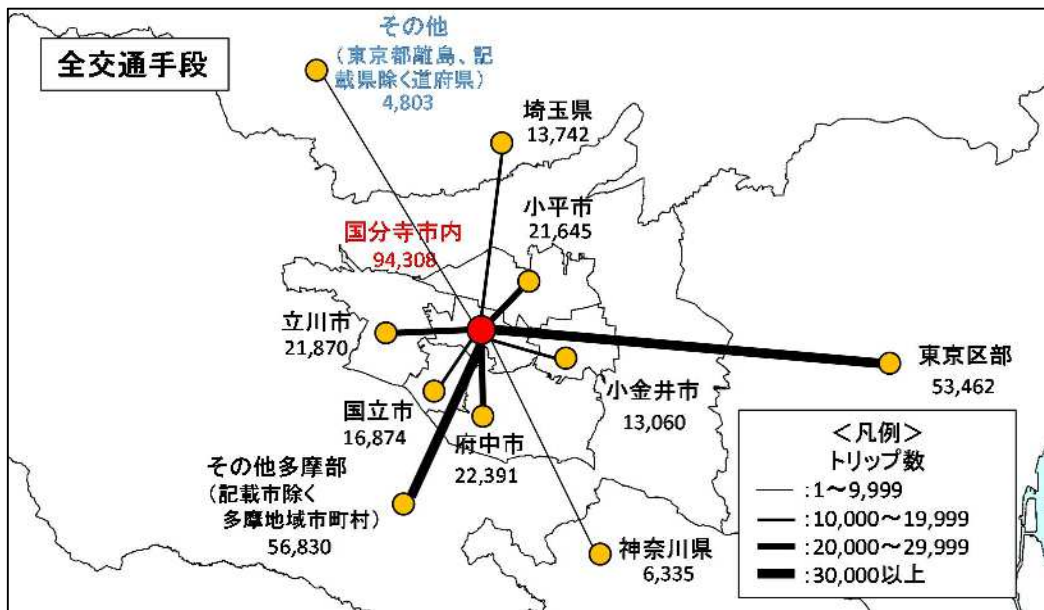 全交通手段
その他
（東京都離島、記
載県除く道府県）
4,803
埼玉県
13,742
小平市
21,645
国分寺市内
94,308
立川市
21,870
東京区部
53,462
小金井市
13,060
国立市
16,874
府中市
22,391
その他多摩部
（記載市除く
多摩地域市町村）
56,830
神奈川県
6,335
＜凡例＞
トリップ数
:1～9,999
:10,000～19,999
:20,000～29,999
:30,000以上